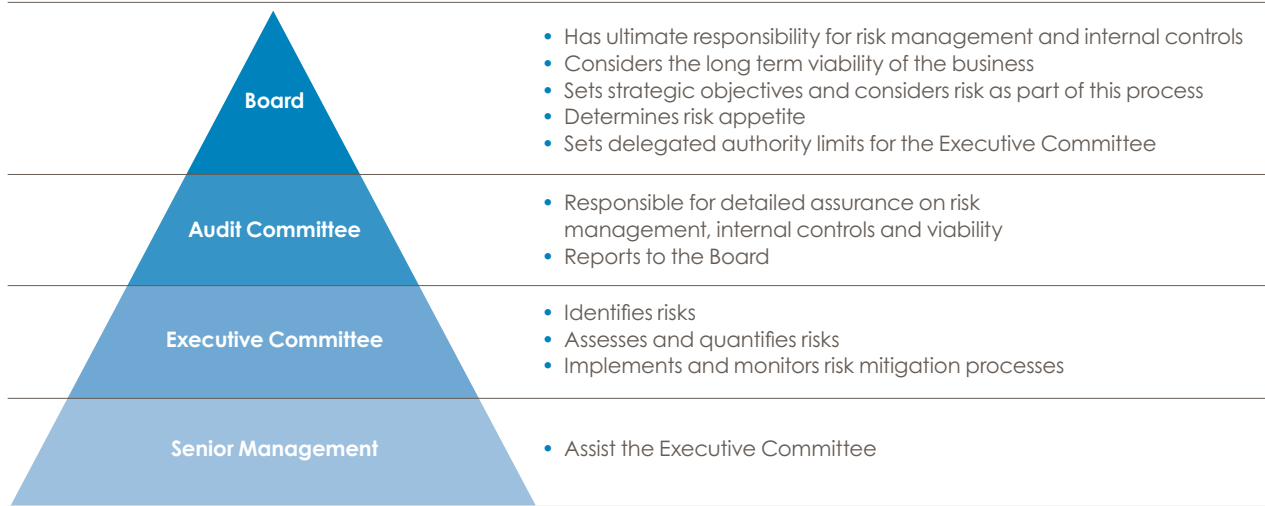 Board
• Has ultimate responsibility for risk management and internal controls
• Considers the long term viability of the business
• Sets strategic objectives and considers risk as part of this process
• Determines risk appetite
• Sets delegated authority limits for the Executive Committee
Audit Committee
• Responsible for detailed assurance on risk
management, internal controls and viability
• Reports to the Board
Executive Committee
• Identifies risks
• Assesses and quantifies risks
• Implements and monitors risk mitigation processes
Senior Management
• Assist the Executive Committee